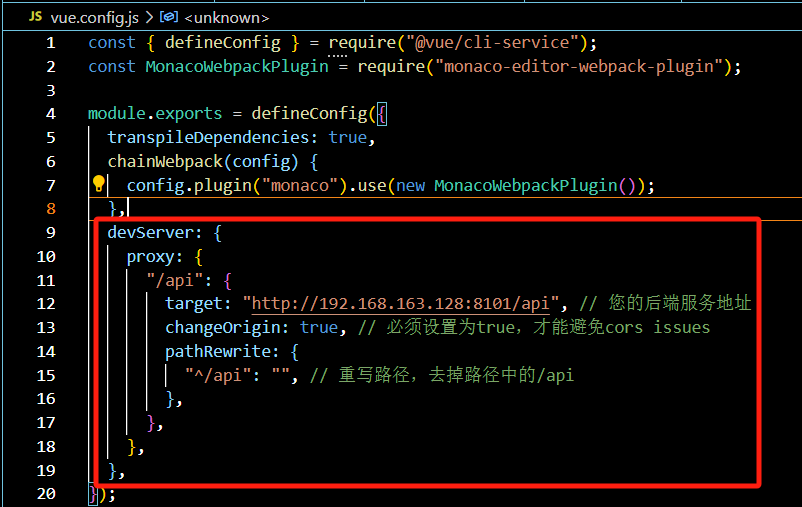 JS vue.config.js > <unknown>
1 const { defineConfig } = require("@vue/cli-service");
2 const MonacoWebpackPlugin = require("monaco-editor-webpack-plugin");
3
4 module.exports = defineConfig({
5 transpileDependencies: true,
6 chainWebpack(config) {
7 config.plugin("monaco").use(new MonacoWebpackPlugin());
8 },
9 devServer: {
10 proxy: {
11 "/api": {
12 target: "http://192.168.163.128:8101/api", // 您的后端服务地址
13 changeOrigin: true, // 必须设置为true，才能避免cors issues
14 pathRewrite: {
15 "^/api": "", // 重写路径，去掉路径中的/api
16 },
17 },
18 },
19 },
20 });